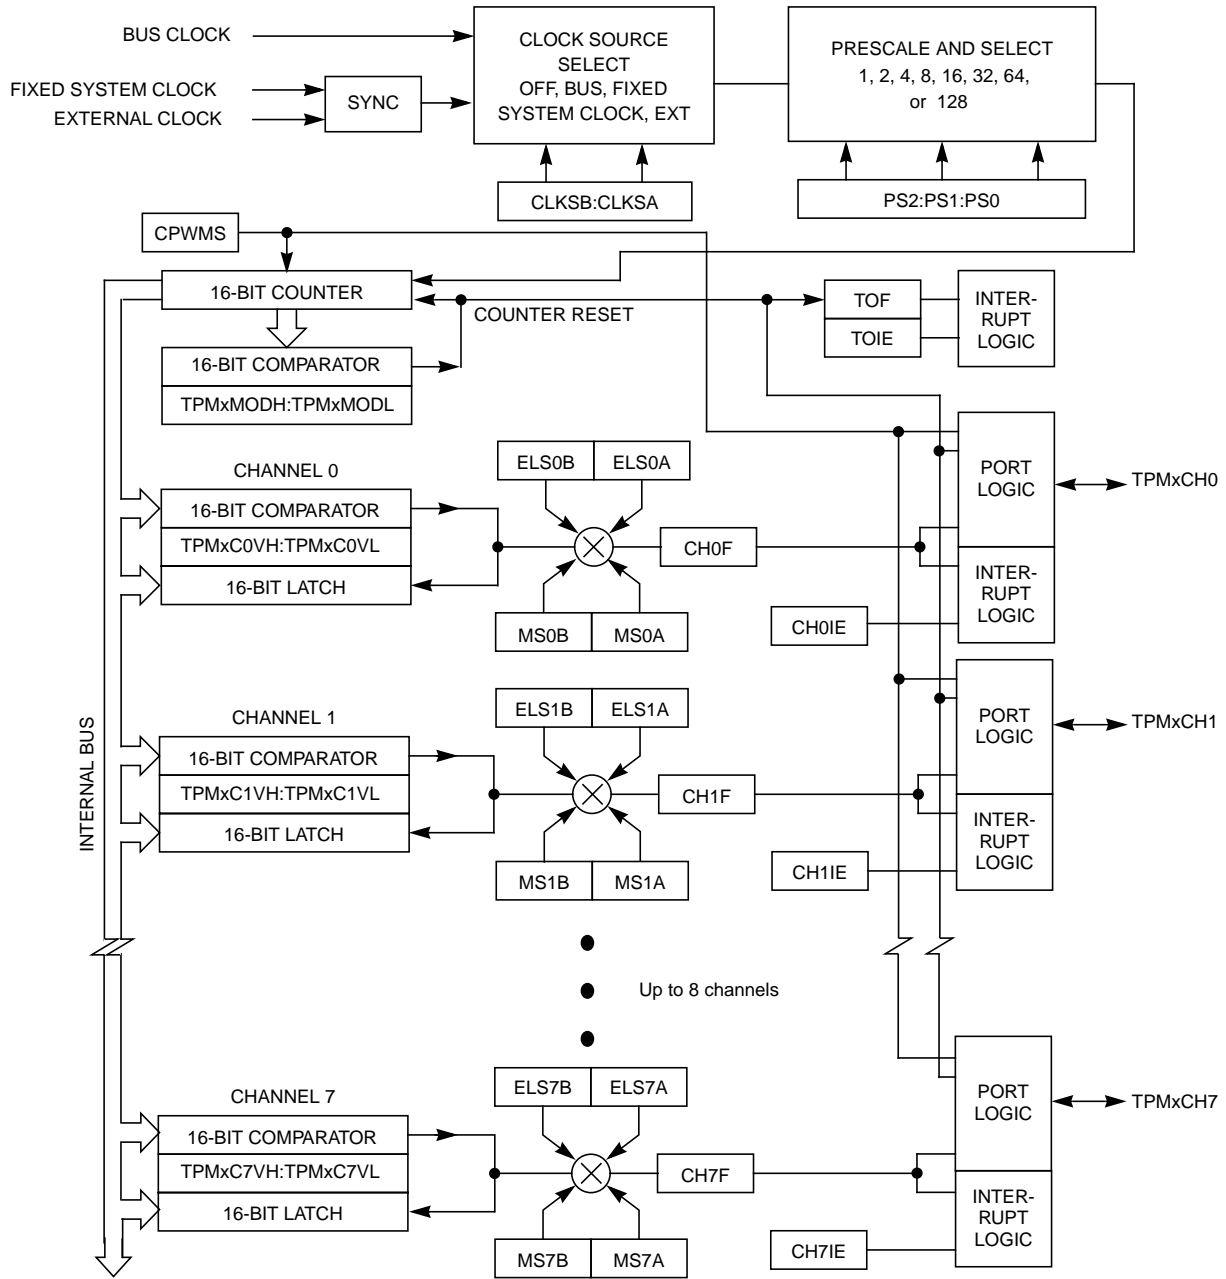 BUS CLOCK
FIXED SYSTEM CLOCK
EXTERNAL CLOCK
SYNC
CLOCK SOURCE
SELECT
OFF, BUS, FIXED
SYSTEM CLOCK, EXT
PRESCALE AND SELECT
1, 2, 4, 8, 16, 32, 64,
or 128
CLKSB:CLKSA
PS2:PS1:PS0
CPWMS
16-BIT COUNTER
COUNTER RESET
TOF
TOIE
INTER-
RUPT
LOGIC
16-BIT COMPARATOR
TPMxMODH:TPMxMODL
INTERNAL BUS
CHANNEL 0
16-BIT COMPARATOR
TPMxC0VH:TPMxC0VL
16-BIT LATCH
ELS0B
ELS0A
MS0B
MS0A
CH0F
CH0IE
PORT
LOGIC
INTER-
RUPT
LOGIC
TPMxCH0
CHANNEL 1
16-BIT COMPARATOR
TPMxC1VH:TPMxC1VL
16-BIT LATCH
ELS1B
ELS1A
MS1B
MS1A
CH1F
CH1IE
PORT
LOGIC
INTER-
RUPT
LOGIC
TPMxCH1
Up to 8 channels
CHANNEL 7
16-BIT COMPARATOR
TPMxC7VH:TPMxC7VL
16-BIT LATCH
ELS7B
ELS7A
MS7B
MS7A
CH7F
CH7IE
PORT
LOGIC
INTER-
RUPT
LOGIC
TPMxCH7